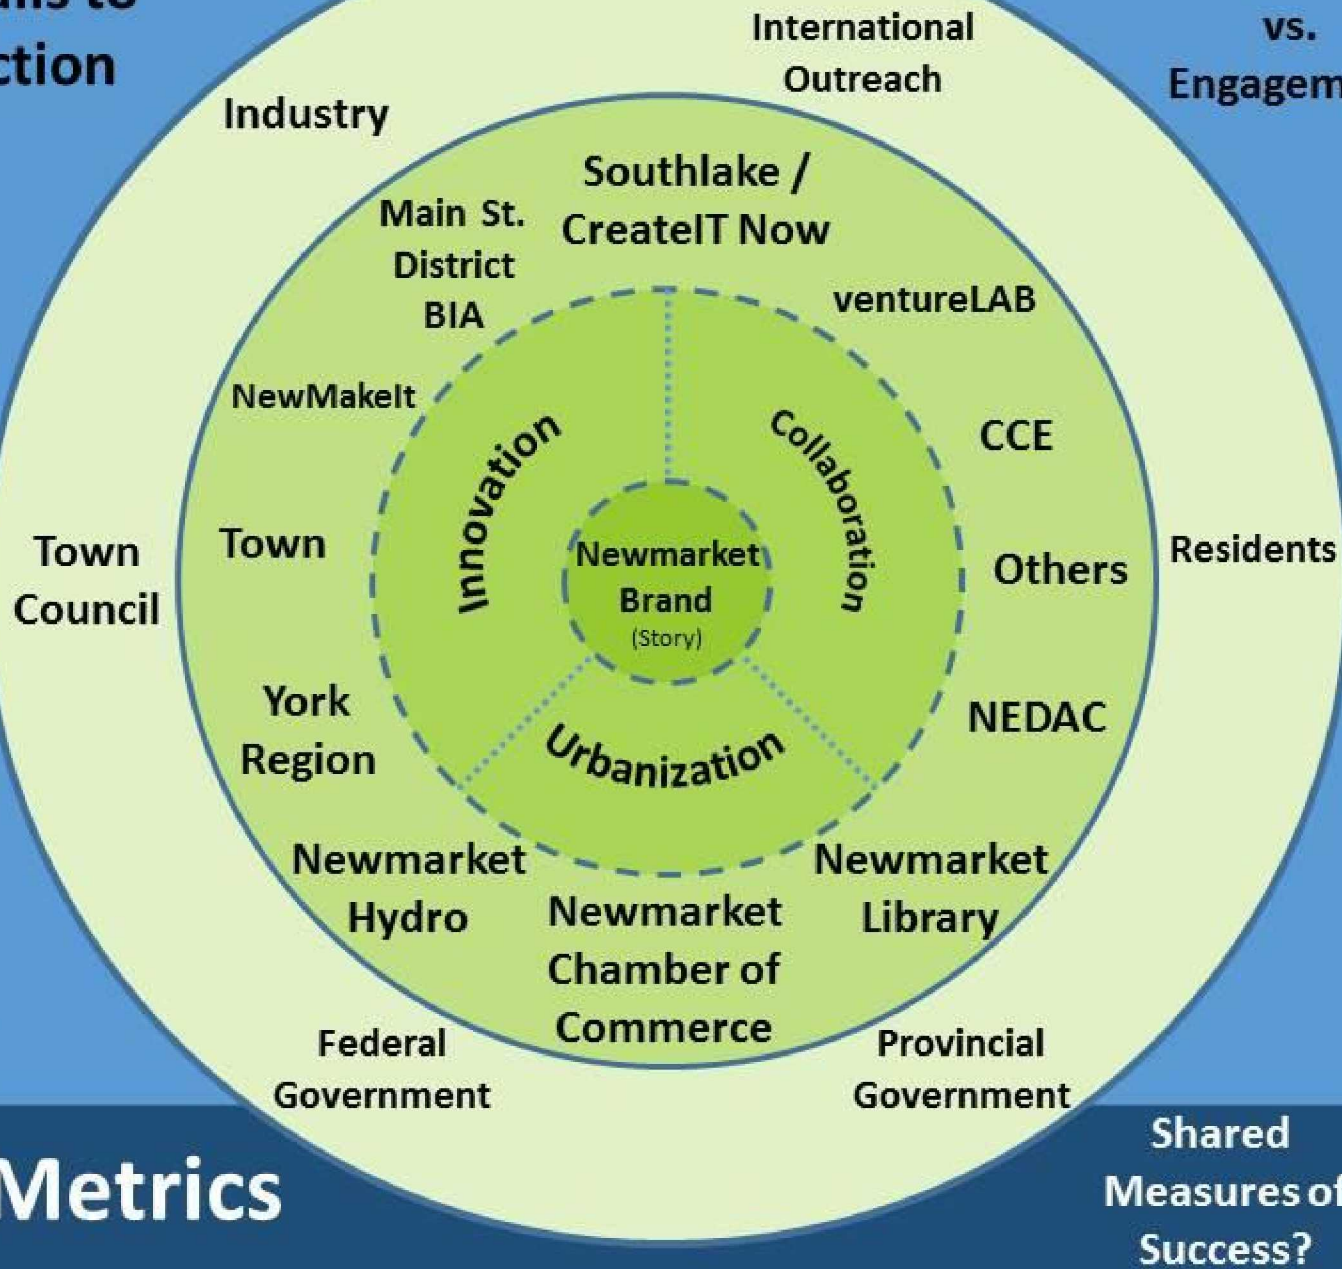 ction
International
Outreach
vs.
Engagem
Industry
Southlake /
CreateIT Now
Main St.
District
BIA
ventureLAB
NewMakeIt
CCE
Innovation
Collaboration
Town
Council
Town
Newmarket
Brand
(Story)
Others
Residents
York
Region
NEDAC
Urbanization
Newmarket
Hydro
Newmarket
Chamber of
Commerce
Newmarket
Library
Federal
Government
Provincial
Government
Metrics
Shared
Measures of
Success?